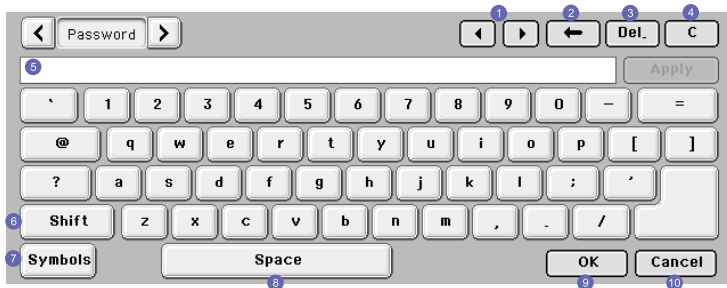 1 2 3 4
< Password > ◀ ▶ ← Del_ C
5 Apply
` 1 2 3 4 5 6 7 8 9 0 – =
@ q w e r t y u i o p [ ]
? a s d f g h j k l ; ′
6 Shift z x c v b n m , . /
7 Symbols Space OK Cancel
8 9 10